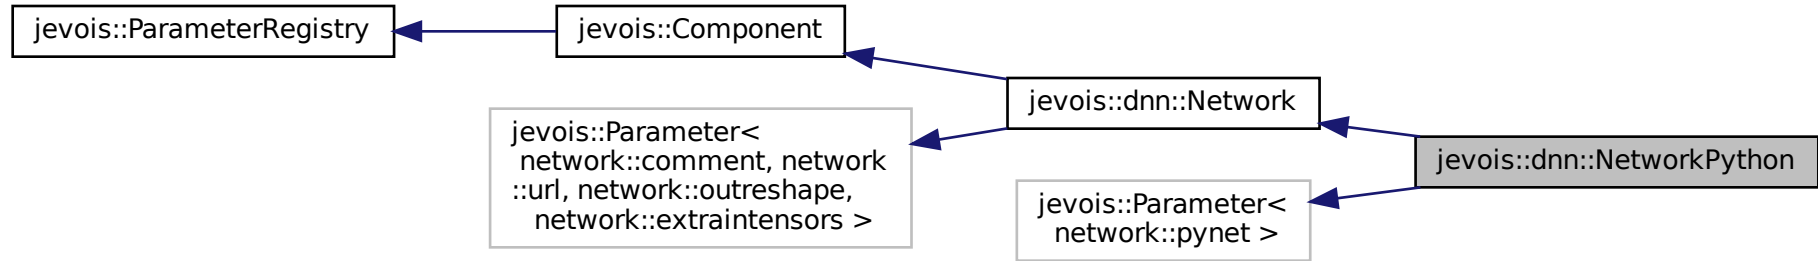 jevois::ParameterRegistry
jevois::Component
jevois::dnn::Network
jevois::Parameter<
network::comment, network
::url, network::outreshape,
network::extraintensors >
jevois::dnn::NetworkPython
jevois::Parameter<
network::pynet >